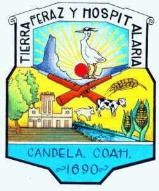 TIERRA FERAZ Y HOSPITALARIA
CANDELA, COAH.
1690